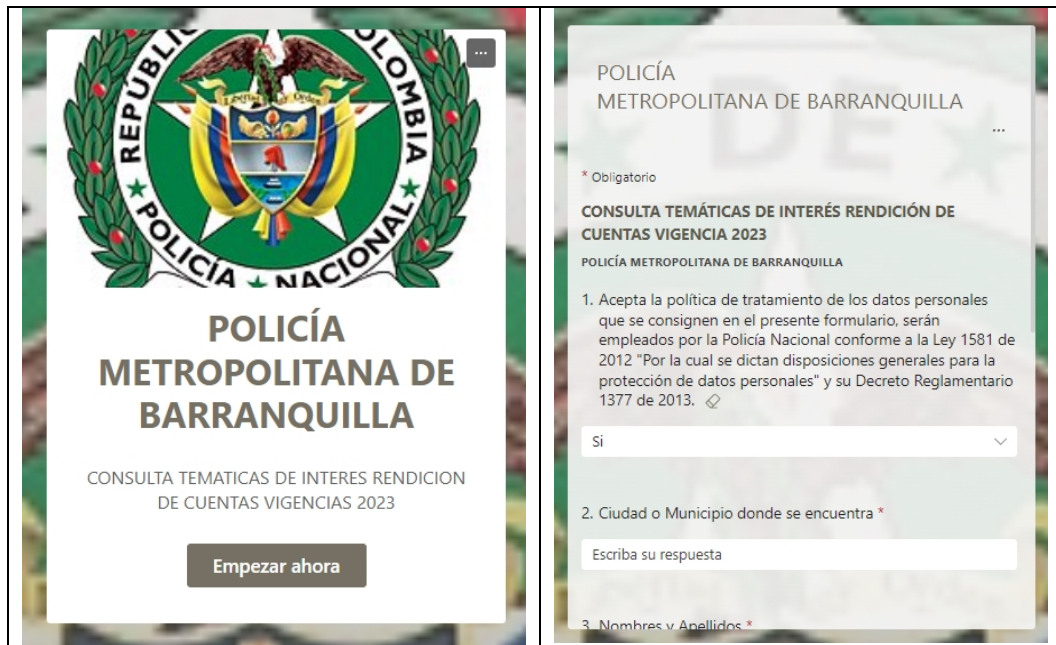 REPÚBLICA DE COLOMBIA
Libertad y Orden
POLICÍA NACIONAL
POLICÍA
METROPOLITANA DE
BARRANQUILLA
CONSULTA TEMATICAS DE INTERES RENDICION
DE CUENTAS VIGENCIAS 2023
Empezar ahora
DE
POLICÍA
METROPOLITANA DE BARRANQUILLA
* Obligatorio
CONSULTA TEMÁTICAS DE INTERÉS RENDICIÓN DE
CUENTAS VIGENCIA 2023
POLICÍA METROPOLITANA DE BARRANQUILLA
1. Acepta la política de tratamiento de los datos personales
que se consignen en el presente formulario, serán
empleados por la Policía Nacional conforme a la Ley 1581 de
2012 "Por la cual se dictan disposiciones generales para la
protección de datos personales" y su Decreto Reglamentario
1377 de 2013.
Si
2. Ciudad o Municipio donde se encuentra *
Escriba su respuesta
3. Nombres y Apellidos *